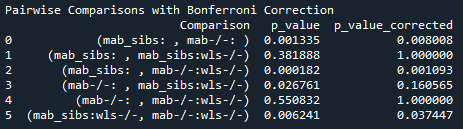 Pairwise Comparisons with Bonferroni Correction
Comparison p_value p_value_corrected
0 (mab_sibs: , mab-/-: ) 0.001335 0.008008
1 (mab_sibs: , mab_sibs:wls-/-) 0.381888 1.000000
2 (mab_sibs: , mab-/-:wls-/-) 0.000182 0.001093
3 (mab-/-: , mab_sibs:wls-/-) 0.026761 0.160565
4 (mab-/-: , mab-/-:wls-/-) 0.550832 1.000000
5 (mab_sibs:wls-/-, mab-/-:wls-/-) 0.006241 0.037447